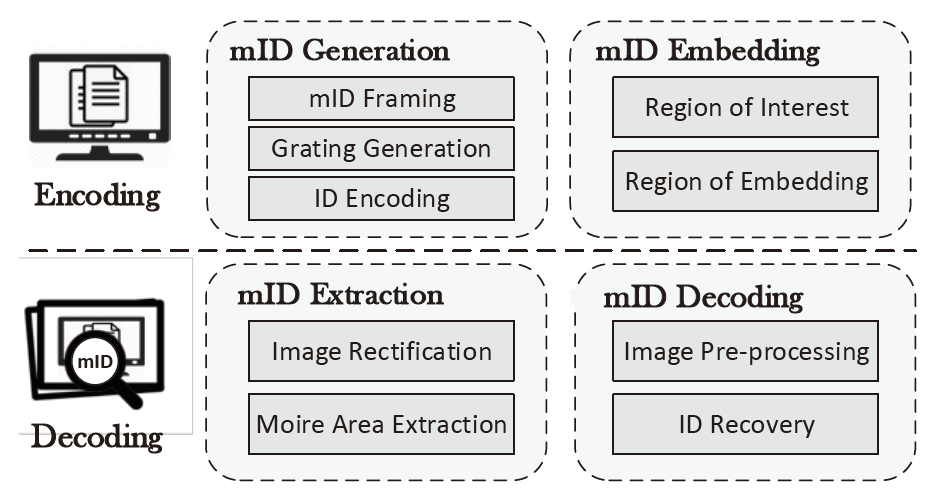 Encoding
mID Generation
mID Framing
Grating Generation
ID Encoding
mID Embedding
Region of Interest
Region of Embedding
mID
Decoding
mID Extraction
Image Rectification
Moire Area Extraction
mID Decoding
Image Pre-processing
ID Recovery